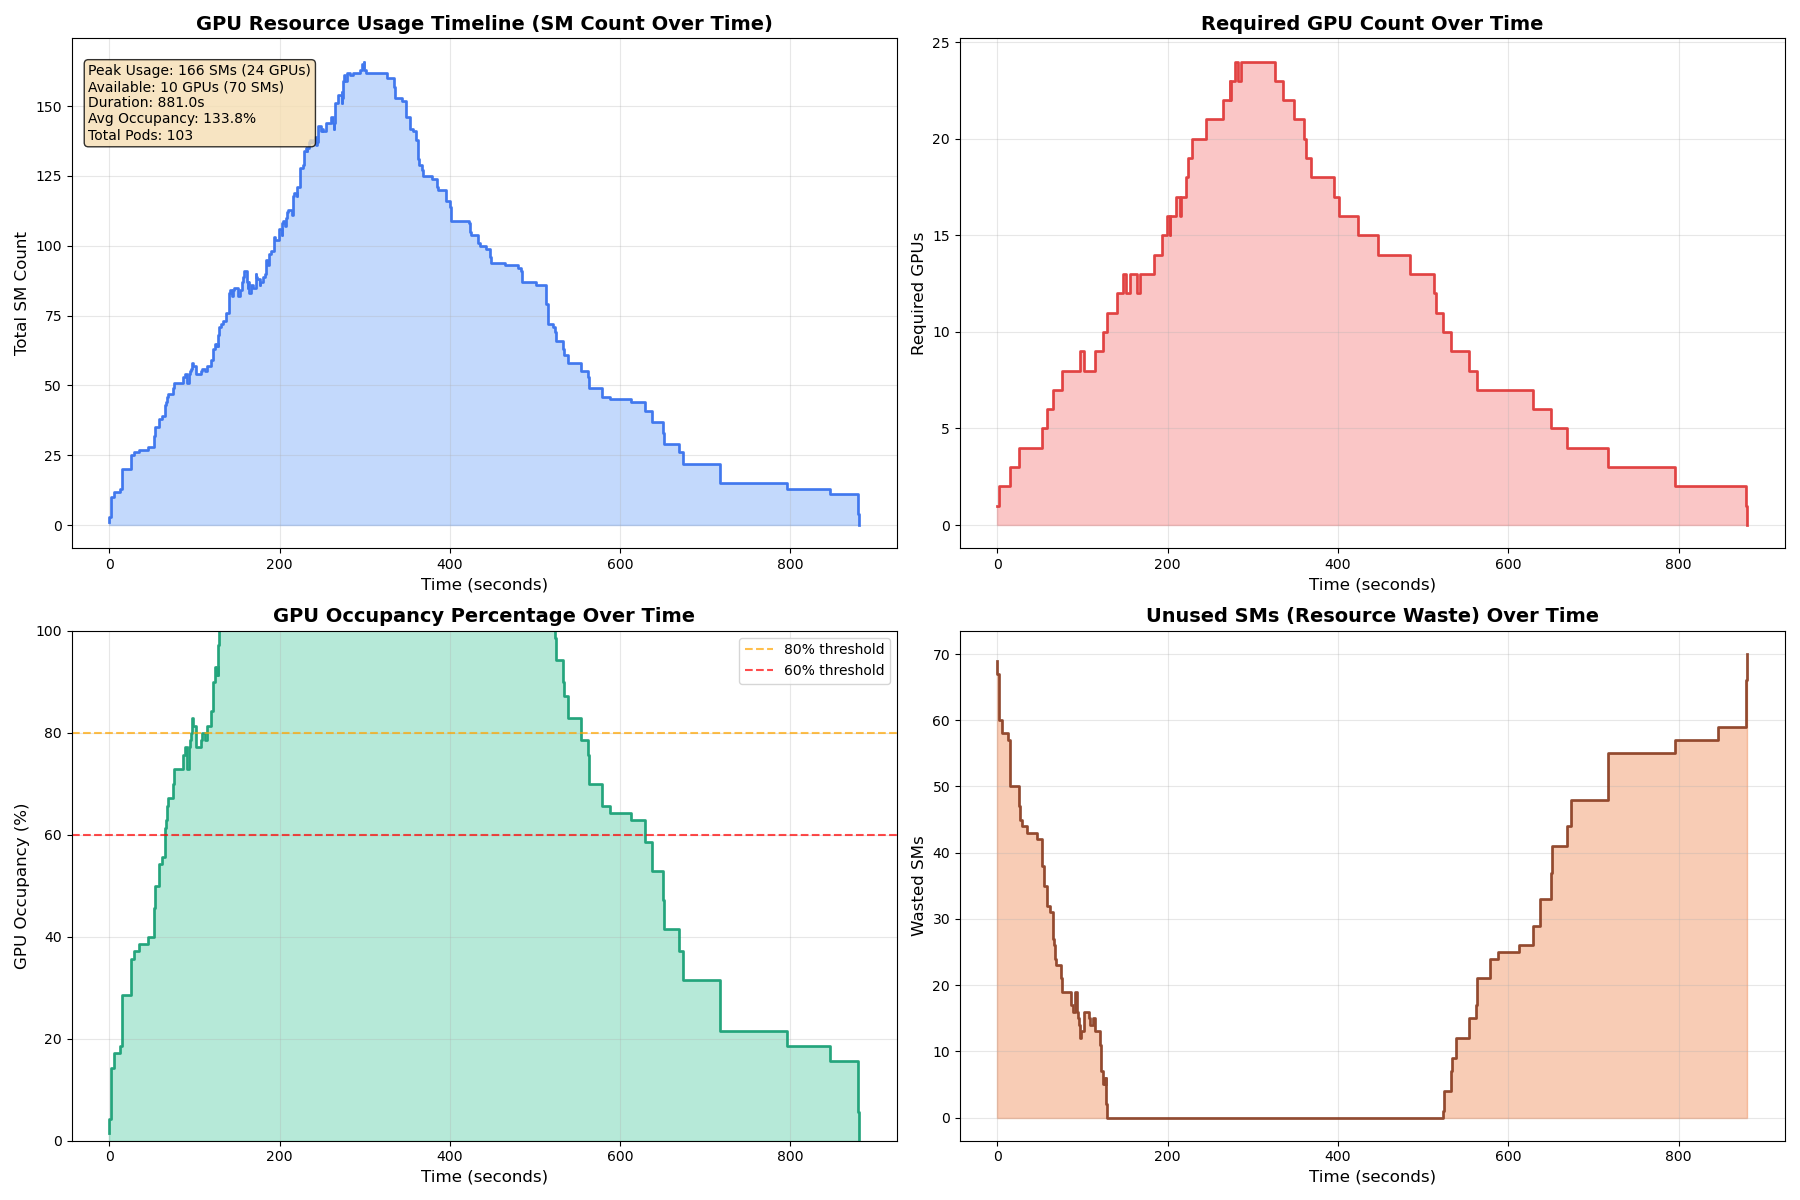 GPU Resource Usage Timeline (SM Count Over Time)
Peak Usage: 166 SMs (24 GPUs)
Available: 10 GPUs (70 SMs)
Duration: 881.0s
Avg Occupancy: 133.8%
Total Pods: 103
Total SM Count
150
125
100
75
50
25
0
0 200 400 600 800
Time (seconds)
Required GPU Count Over Time
Required GPUs
25
20
15
10
5
0
0 200 400 600 800
Time (seconds)
GPU Occupancy Percentage Over Time
80% threshold
60% threshold
GPU Occupancy (%)
100
80
60
40
20
0
0 200 400 600 800
Time (seconds)
Unused SMs (Resource Waste) Over Time
Wasted SMs
70
60
50
40
30
20
10
0
0 200 400 600 800
Time (seconds)